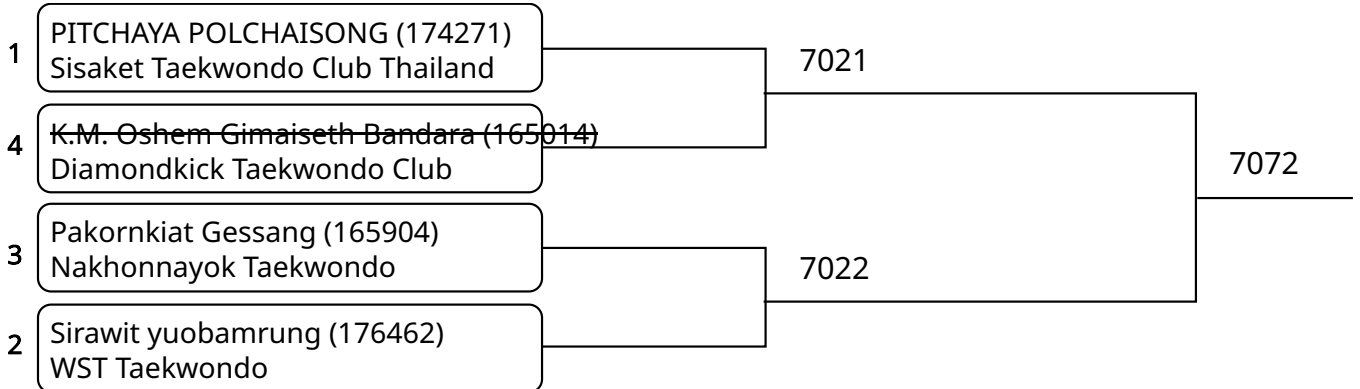 1
PITCHAYA POLCHAISONG (174271)
Sisaket Taekwondo Club Thailand
7021
4
K.M. Oshem Gimaiseth Bandara (165014)
Diamondkick Taekwondo Club
7072
3
Pakornkiat Gessang (165904)
Nakhonnayok Taekwondo
7022
2
Sirawit yuobamrung (176462)
WST Taekwondo